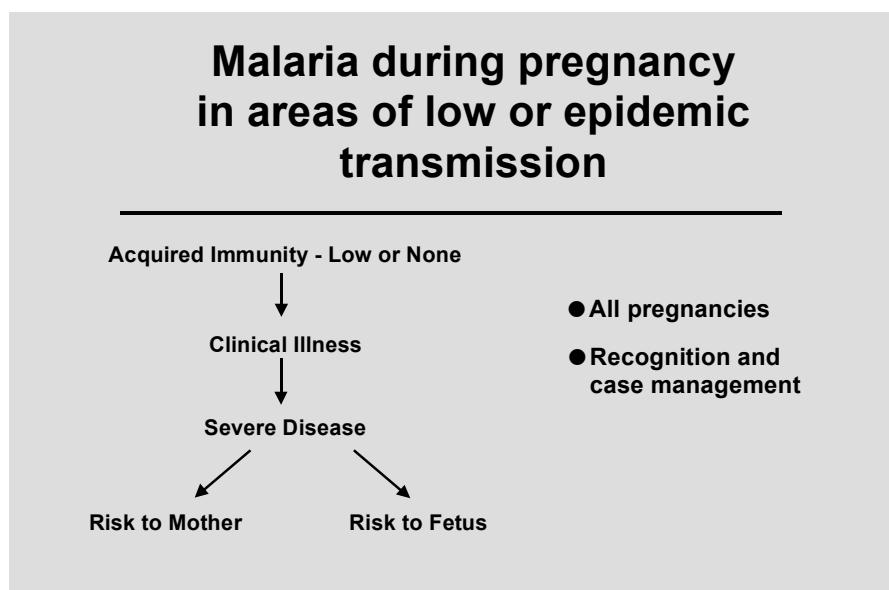 Malaria during pregnancy
in areas of low or epidemic
transmission
Acquired Immunity - Low or None
Clinical Illness
Severe Disease
Risk to Mother
Risk to Fetus
● All pregnancies
● Recognition and
case management